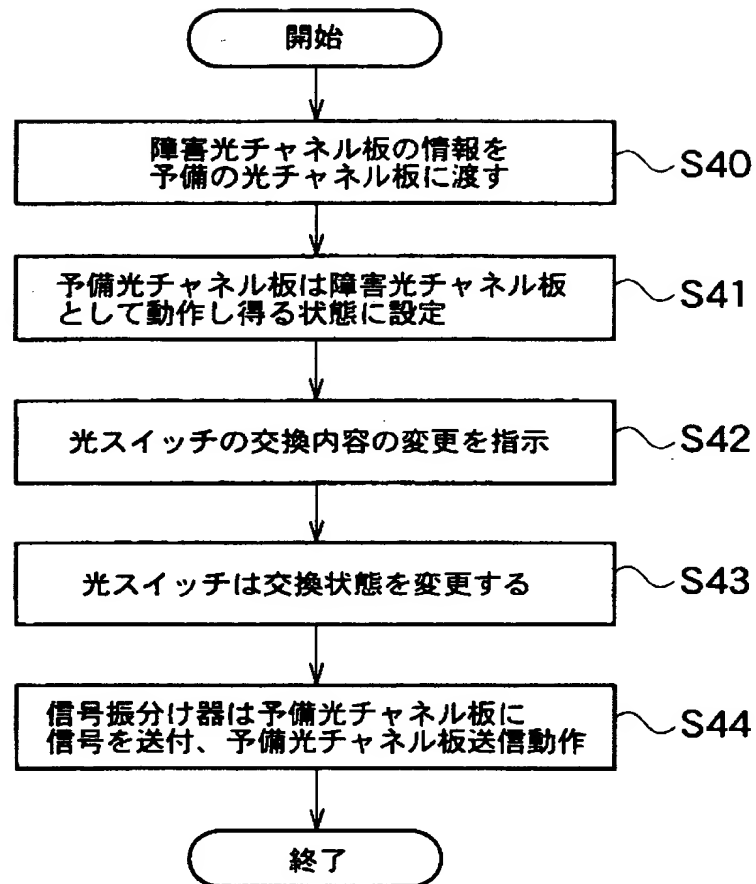 開始
障害光チャネル板の情報を
予備の光チャネル板に渡す
S40
予備光チャネル板は障害光チャネル板
として動作し得る状態に設定
S41
光スイッチの交換内容の変更を指示
S42
光スイッチは交換状態を変更する
S43
信号振分け器は予備光チャネル板に
信号を送付、予備光チャネル板送信動作
S44
終了